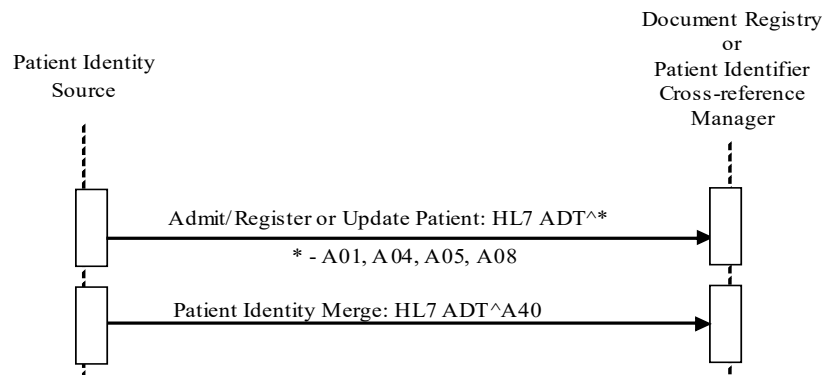 Document Registry
or
Patient Identifier
Cross-reference
Manager
Patient Identity
Source
Admit/Register or Update Patient: HL7 ADT^*
* - A01, A04, A05, A08
Patient Identity Merge: HL7 ADT^A40